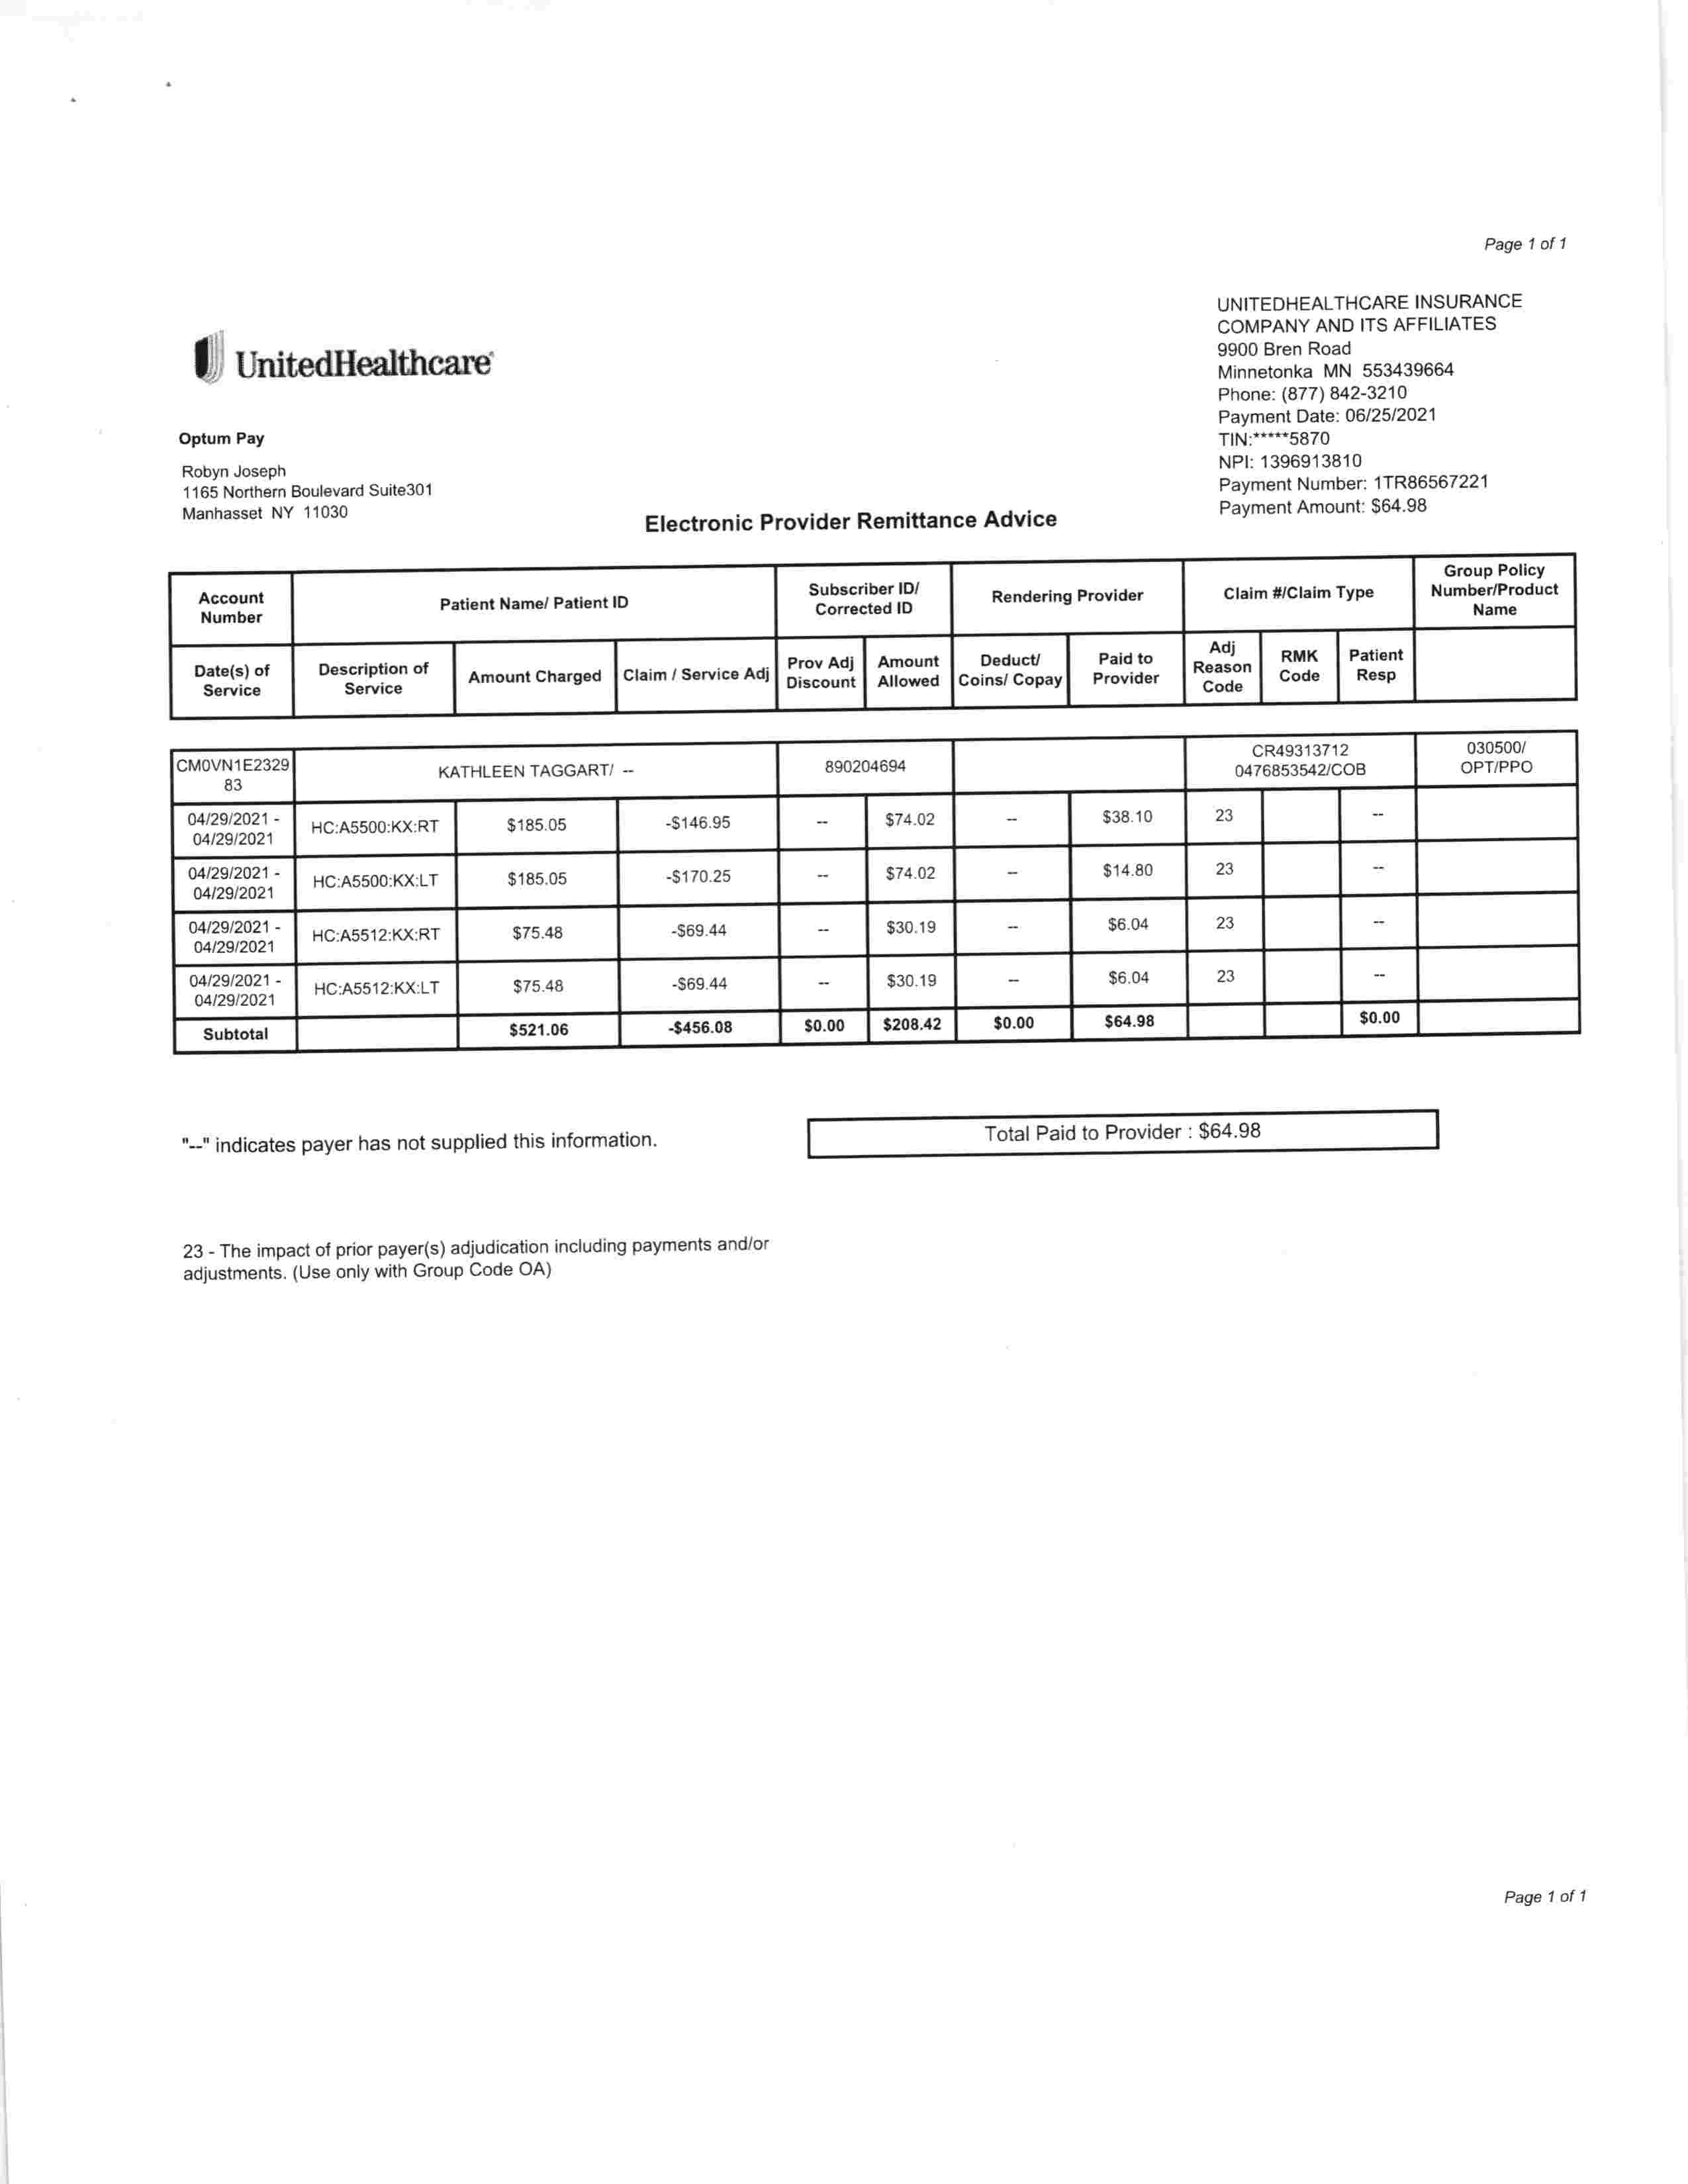 Page 1 of 1
UnitedHealthcare
UNITEDHEALTHCARE INSURANCE
COMPANY AND ITS AFFILIATES
9900 Bren Road
Minnetonka MN 553439664
Phone: (877) 842-3210
Payment Date: 06/25/2021
TIN:*****5870
NPI: 1396913810
Payment Number: 1TR86567221
Payment Amount: $64.98
Optum Pay
Robyn Joseph
1165 Northern Boulevard Suite301
Manhasset NY 11030
Electronic Provider Remittance Advice
Account Number Patient Name/ Patient ID Subscriber ID/ Corrected ID Rendering Provider Claim #/Claim Type Group Policy Number/Product Name
Date(s) of Service Description of Service Amount Charged Claim / Service Adj Prov Adj Discount Amount Allowed Deduct/ Coins/ Copay Paid to Provider Adj Reason Code RMK Code Patient Resp
CM0VN1E2329 83 KATHLEEN TAGGART/ -- 890204694 CR49313712 0476853542/COB 030500/ OPT/PPO
04/29/2021 - 04/29/2021 HC:A5500:KX:RT $185.05 -$146.95 -- $74.02 -- $38.10 23 --
04/29/2021 - 04/29/2021 HC:A5500:KX:LT $185.05 -$170.25 -- $74.02 -- $14.80 23 --
04/29/2021 - 04/29/2021 HC:A5512:KX:RT $75.48 -$69.44 -- $30.19 -- $6.04 23 --
04/29/2021 - 04/29/2021 HC:A5512:KX:LT $75.48 -$69.44 -- $30.19 -- $6.04 23 --
Subtotal $521.06 -$456.08 $0.00 $208.42 $0.00 $64.98 $0.00
"--" indicates payer has not supplied this information.
Total Paid to Provider : $64.98
23 - The impact of prior payer(s) adjudication including payments and/or
adjustments. (Use only with Group Code OA)
Page 1 of 1